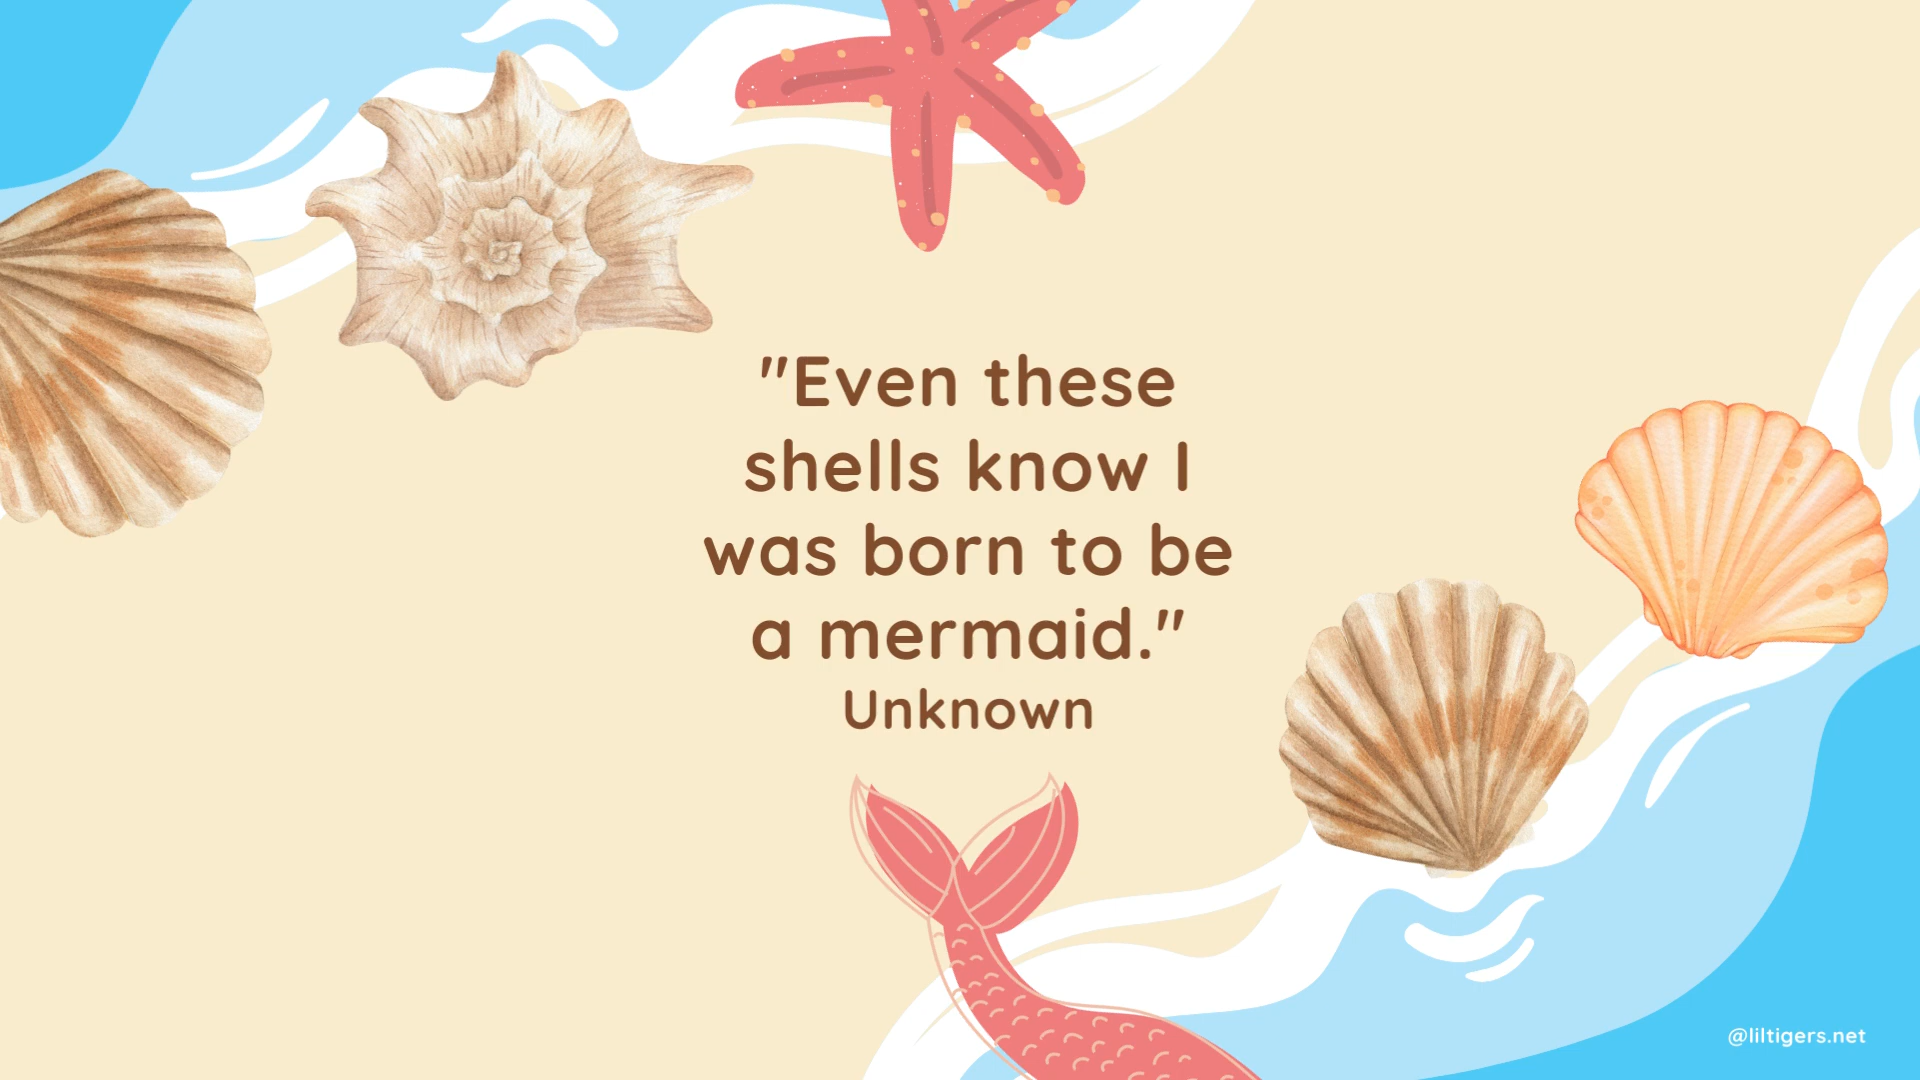 "Even these
shells know I
was born to be
a mermaid."
Unknown
@liltigers.net